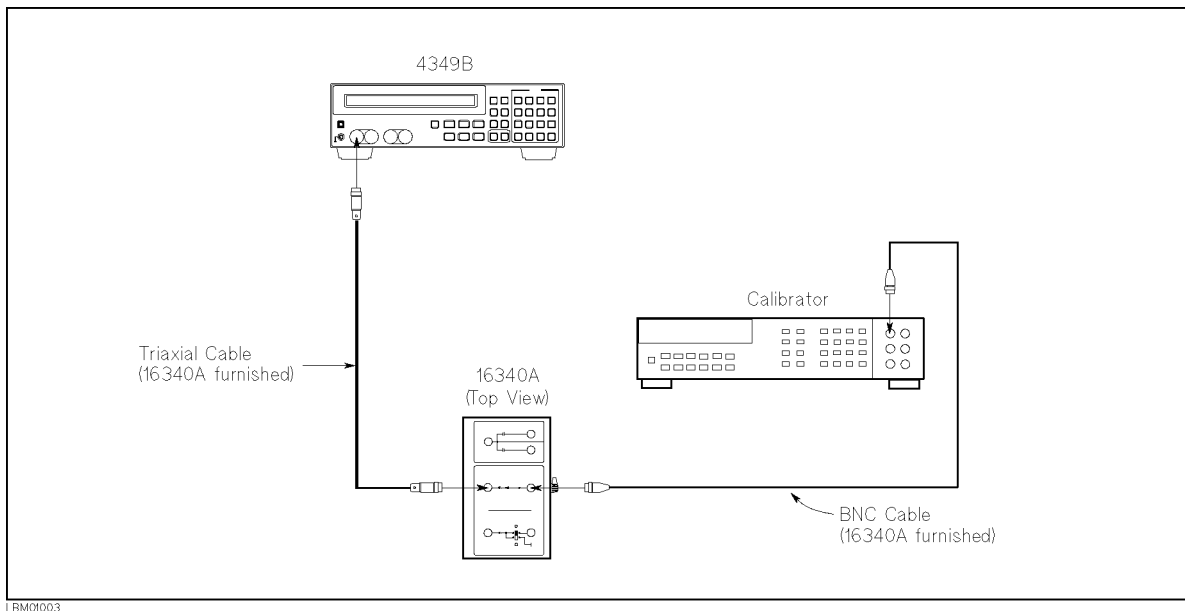 4349B
Calibrator
Triaxial Cable
(16340A furnished)
16340A
(Top View)
BNC Cable
(16340A furnished)
LBM01003